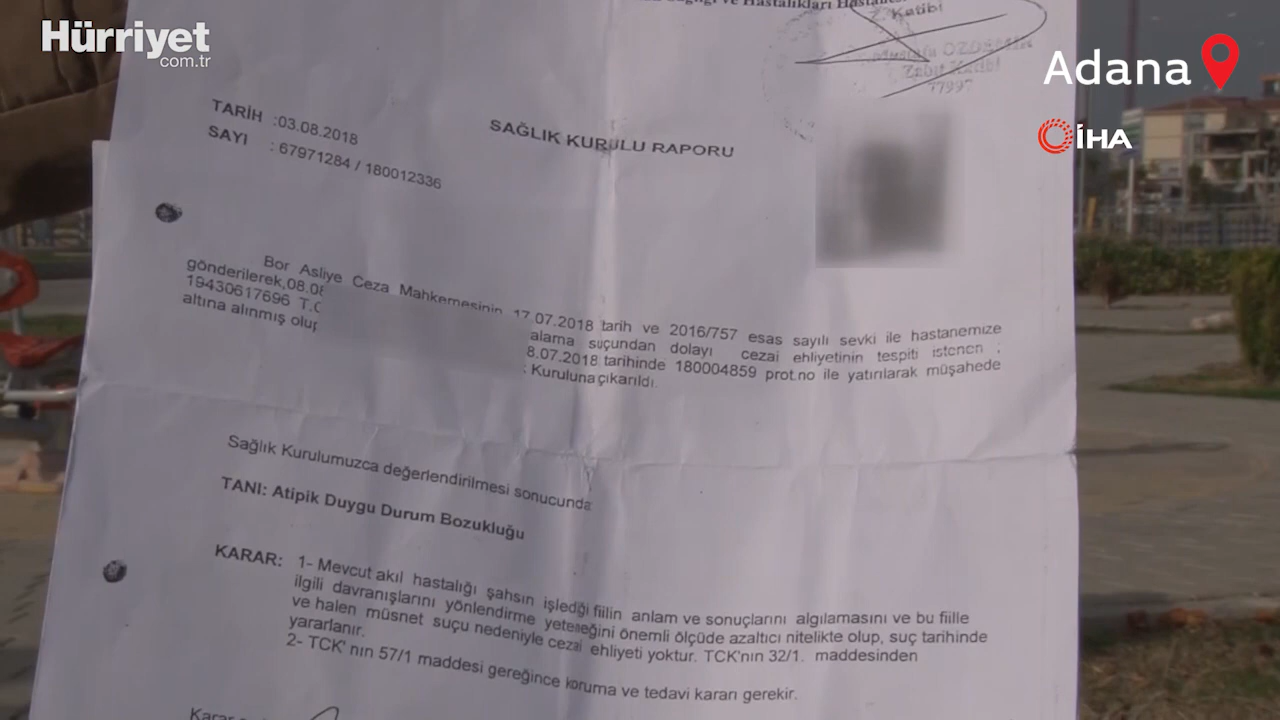 Hürriyet
com.tr
Adana
İHA
ve Hastalıkları
Z. Katibi
Zabıt Katibi
TARİH :03.08.2018
SAYI : 67971284 / 180012336
SAĞLIK KURULU RAPORU
Bor Asliye Ceza Mahkemesinin 17.07.2018 tarih ve 2016/757 esas sayılı sevki ile hastanemize
gönderilerek,08.08 alama suçundan dolayı cezai ehliyetinin tespiti istenen ;
19430617696 T.C 8.07.2018 tarihinde 180004859 prot.no ile yatırılarak müşahede
altına alınmış olup Kuruluna çıkarıldı.
Sağlık Kurulumuzca değerlendirilmesi sonucunda
TANI: Atipik Duygu Durum Bozukluğu
KARAR: 1- Mevcut akıl hastalığı şahsın işlediği fiilin anlam ve sonuçlarını algılamasını ve bu fiille
ilgili davranışlarını yönlendirme yeteneğini önemli ölçüde azaltıcı nitelikte olup, suç tarihinde
ve halen müsnet suçu nedeniyle cezai ehliyeti yoktur. TCK'nın 32/1. maddesinden
yararlanır.
2- TCK' nın 57/1 maddesi gereğince koruma ve tedavi kararı gerekir.
Karar